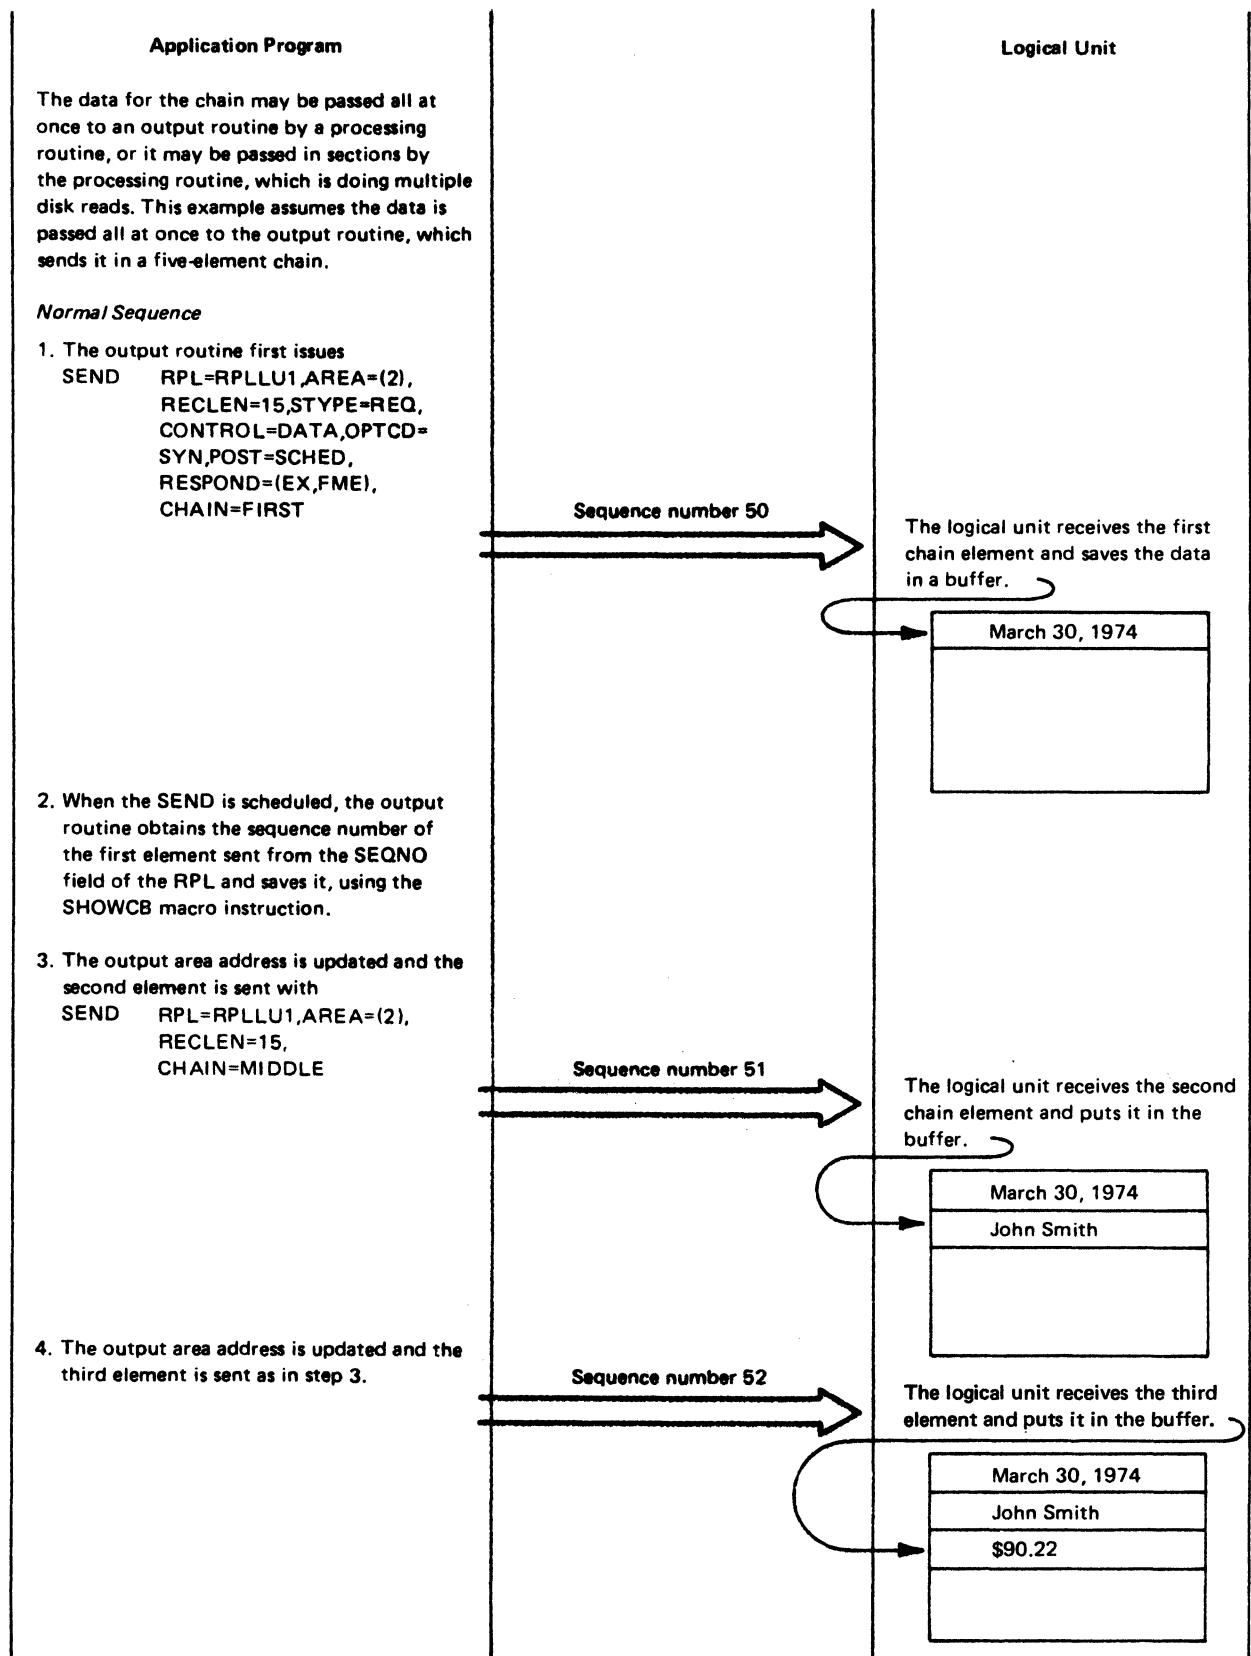 Application Program
Logical Unit
The data for the chain may be passed all at
once to an output routine by a processing
routine, or it may be passed in sections by
the processing routine, which is doing multiple
disk reads. This example assumes the data is
passed all at once to the output routine, which
sends it in a five-element chain.
Normal Sequence
1. The output routine first issues
SEND RPL=RPLLU1,AREA=(2),
RECLEN=15,STYPE=REQ,
CONTROL=DATA,OPTCD=
SYN,POST=SCHED,
RESPOND=(EX,FME),
CHAIN=FIRST
Sequence number 50
The logical unit receives the first
chain element and saves the data
in a buffer.
March 30, 1974
2. When the SEND is scheduled, the output
routine obtains the sequence number of
the first element sent from the SEQNO
field of the RPL and saves it, using the
SHOWCB macro instruction.
3. The output area address is updated and the
second element is sent with
SEND RPL=RPLLU1,AREA=(2),
RECLEN=15,
CHAIN=MIDDLE
Sequence number 51
The logical unit receives the second
chain element and puts it in the
buffer.
March 30, 1974
John Smith
4. The output area address is updated and the
third element is sent as in step 3.
Sequence number 52
The logical unit receives the third
element and puts it in the buffer.
March 30, 1974
John Smith
$90.22